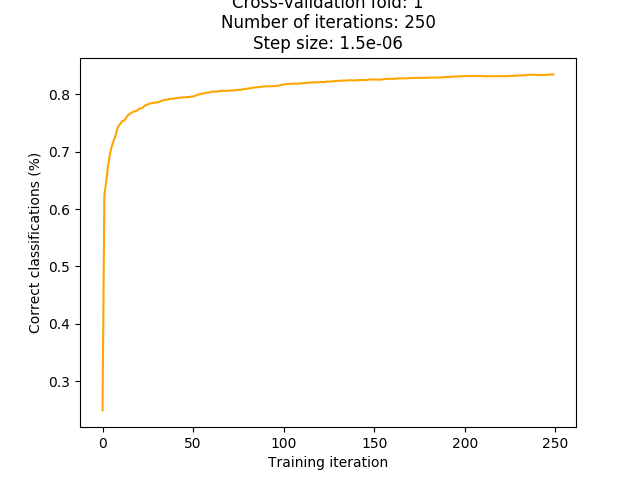 Cross-validation fold: 1
Number of iterations: 250
Step size: 1.5e-06
0.8
0.7
0.6
0.5
0.4
0.3
Correct classifications (%)
0 50 100 150 200 250
Training iteration